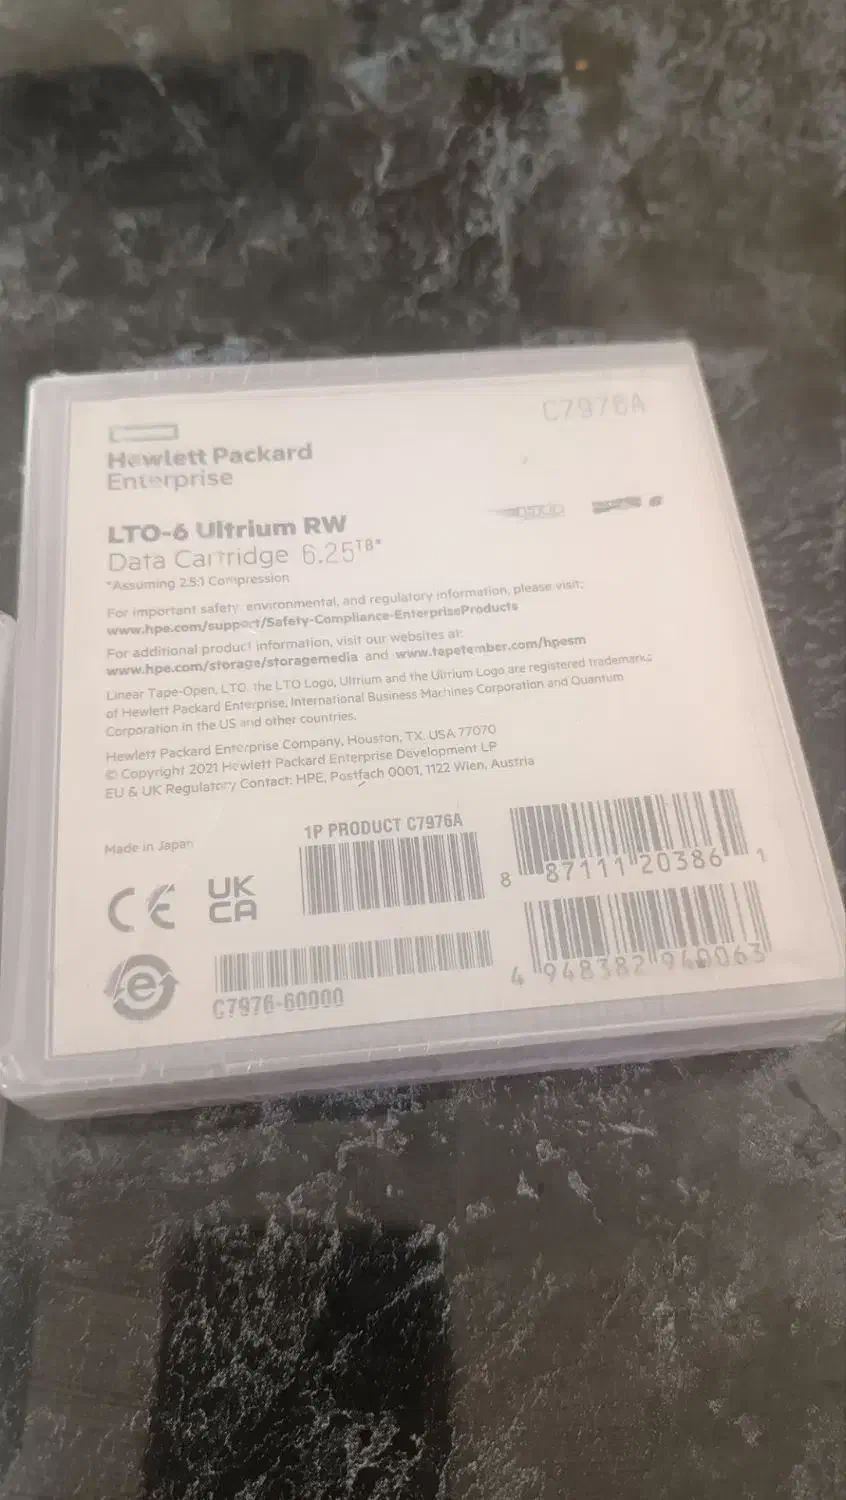 C7976A
Hewlett Packard
Enterprise
LTO-6 Ultrium RW
Data Cartridge 6.25TB*
*Assuming 2.5:1 Compression
For important safety, environmental, and regulatory information, please visit:
www.hpe.com/support/Safety-Compliance-EnterpriseProducts
For additional product information, visit our websites at:
www.hpe.com/storage/storagemedia and www.tapetember.com/hpesm
Linear Tape-Open, LTO, the LTO Logo, Ultrium and the Ultrium Logo are registered trademarks
of Hewlett Packard Enterprise, International Business Machines Corporation and Quantum
Corporation in the US and other countries.
Hewlett Packard Enterprise Company, Houston, TX, USA 77070
© Copyright 2021 Hewlett Packard Enterprise Development LP
EU & UK Regulatory Contact: HPE, Postfach 0001, 1122 Wien, Austria
Made in Japan
1P PRODUCT C7976A
8 87111 20386 1
CE UK
CA
4 948382 940063
e
C7976-60000